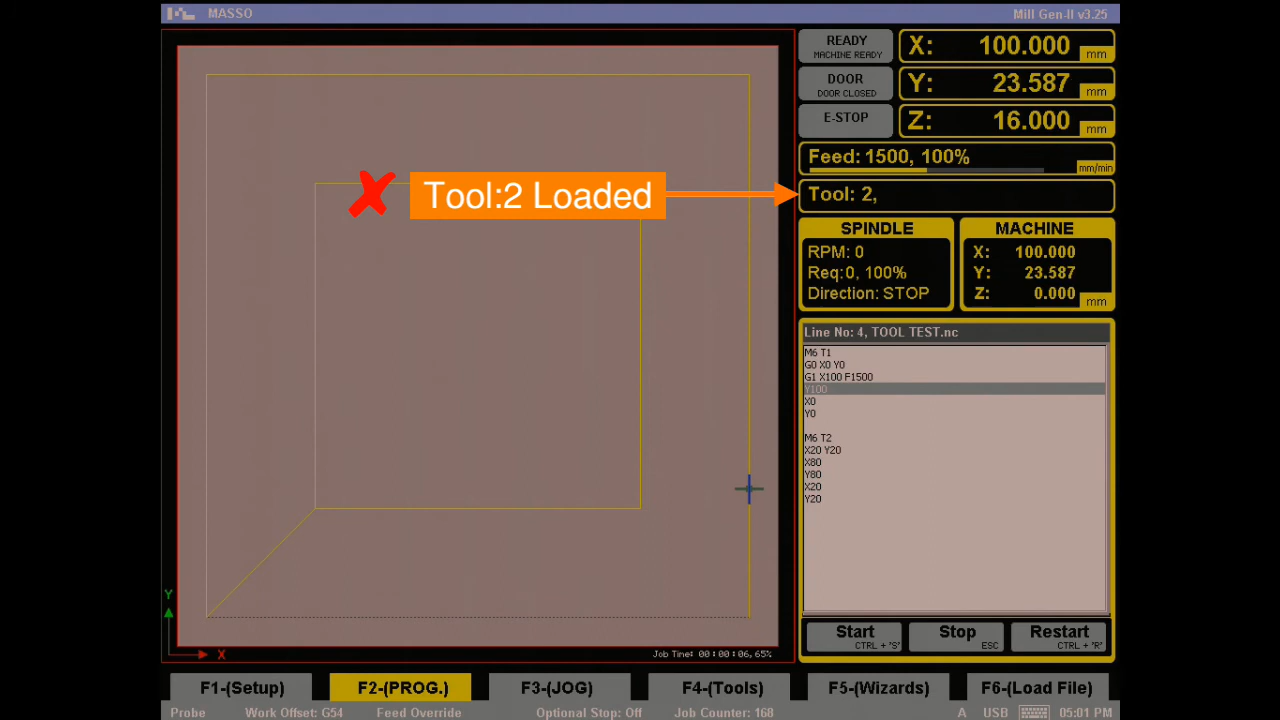 MASSO
Mill Gen-II v3.25
READY
MACHINE READY
X: 100.000 mm
DOOR
DOOR CLOSED
Y: 23.587 mm
E-STOP
Z: 16.000 mm
Feed: 1500, 100%
mm/min
Tool:2 Loaded
Tool: 2,
SPINDLE
RPM: 0
Req:0, 100%
Direction: STOP
MACHINE
X: 100.000
Y: 23.587
Z: 0.000
mm
Line No: 4, TOOL TEST.nc
M6 T1
G0 X0 Y0
G1 X100 F1500
Y100
X0
Y0
M6 T2
X20 Y20
X80
Y80
X20
Y20
Y
X
Job Time: 00:00:06,65%
Start
CTRL + 'S'
Stop
ESC
Restart
CTRL + 'R'
F1-(Setup)
F2-(PROG.)
F3-(JOG)
F4-(Tools)
F5-(Wizards)
F6-(Load File)
Probe
Work Offset: G54
Feed Override
Optional Stop: Off
Job Counter: 168
A
USB
05:01 PM